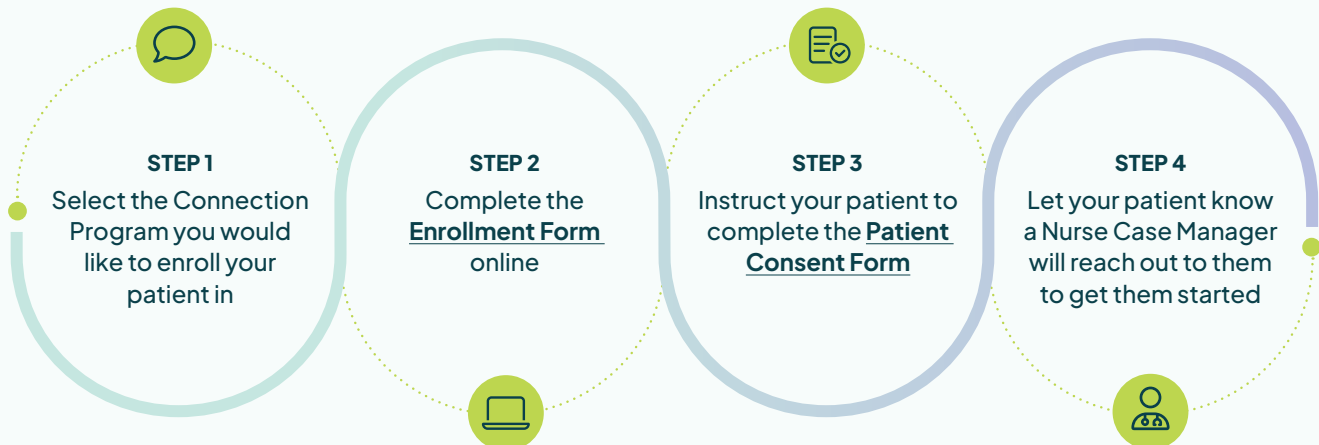 STEP 1
Select the Connection
Program you would
like to enroll your
patient in
STEP 2
Complete the
Enrollment Form
online
STEP 3
Instruct your patient to
complete the Patient
Consent Form
STEP 4
Let your patient know
a Nurse Case Manager
will reach out to them
to get them started